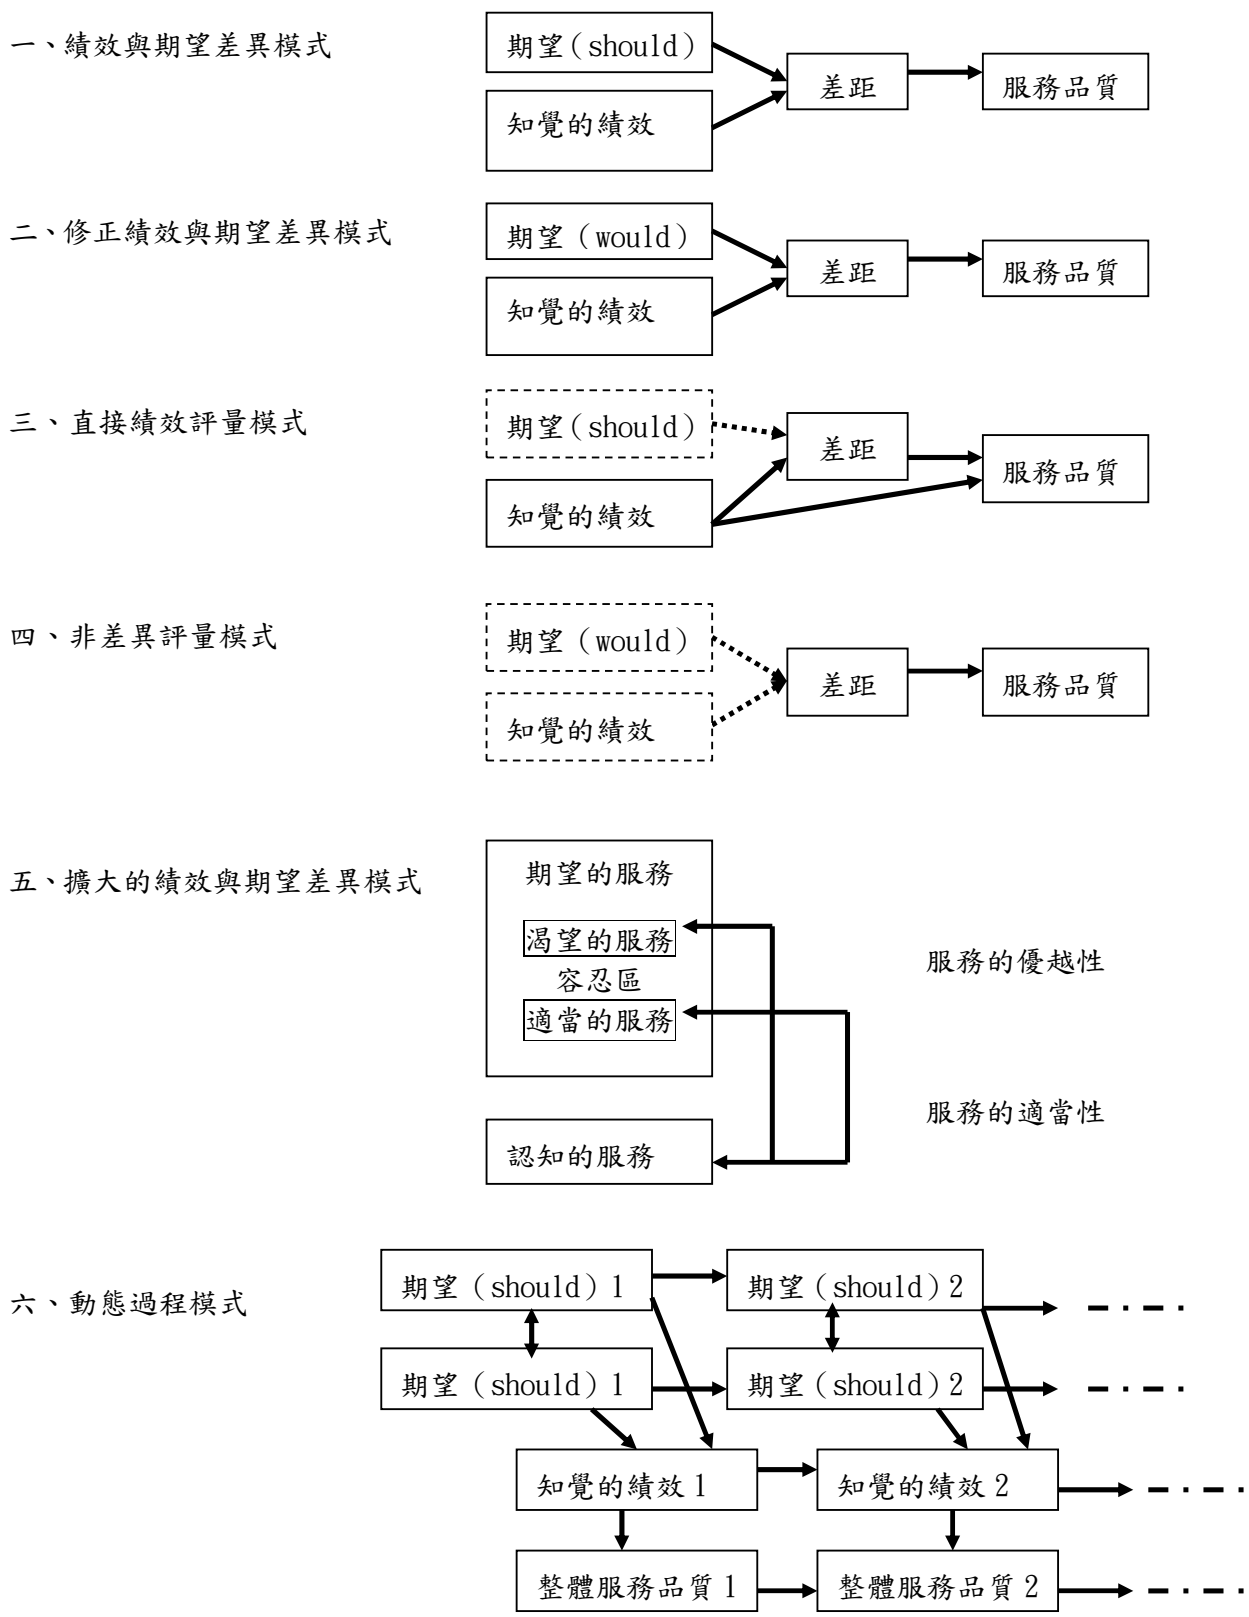 一、績效與期望差異模式
期望(should)
知覺的績效
差距
服務品質
二、修正績效與期望差異模式
期望(would)
知覺的績效
差距
服務品質
三、直接績效評量模式
期望(should)
知覺的績效
差距
服務品質
四、非差異評量模式
期望(would)
知覺的績效
差距
服務品質
五、擴大的績效與期望差異模式
期望的服務
渴望的服務
容忍區
適當的服務
認知的服務
服務的優越性
服務的適當性
六、動態過程模式
期望(should)1
期望(should)2
期望(should)1
期望(should)2
知覺的績效1
知覺的績效2
整體服務品質1
整體服務品質2